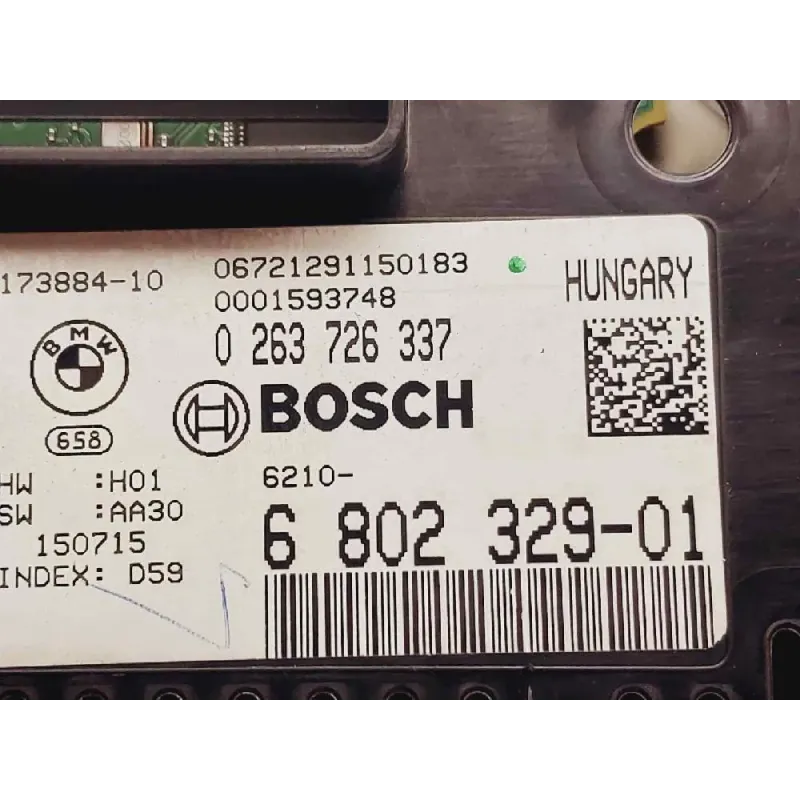 173884-10
06721291150183
0001593748
HUNGARY
0 263 726 337
BMW
BOSCH
658
HW :H01
SW :AA30
150715
INDEX: D59
6210-
6 802 329-01